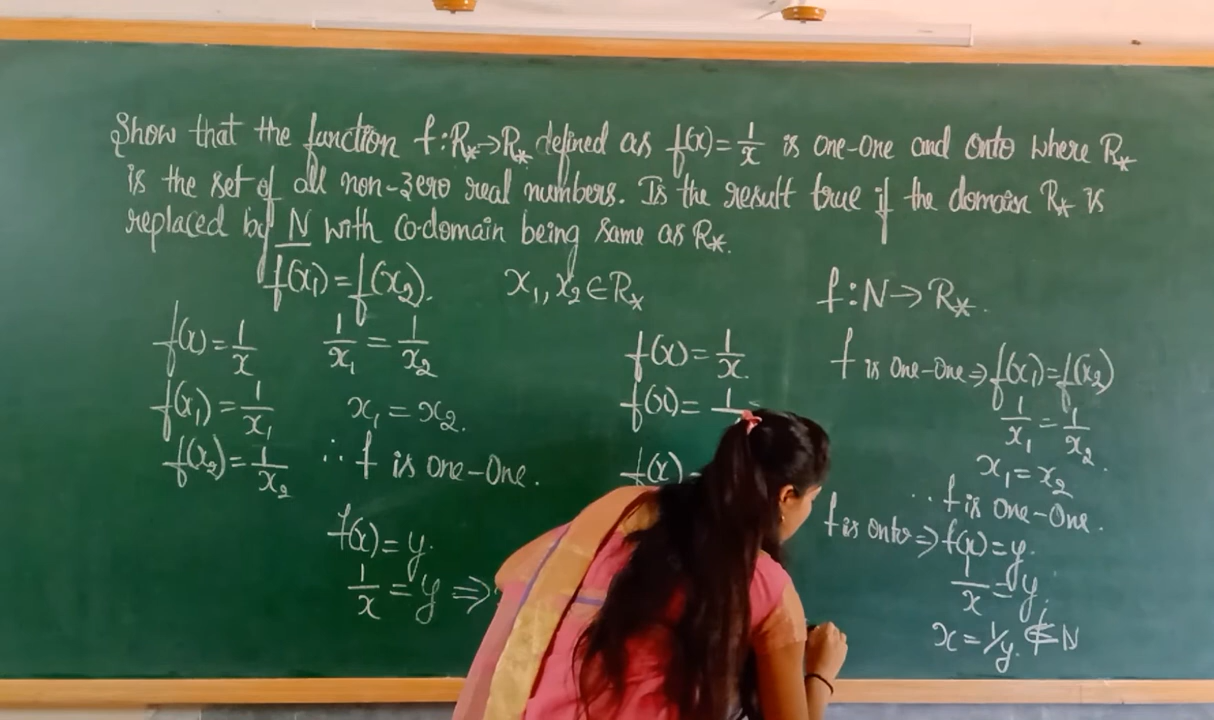 Show that the function f:R*→R* defined as f(x)=1/x is one-one and onto where R*
is the set of all non-zero real numbers. Is the result true if the domain R* is
replaced by N with co-domain being same as R*.
f(x₁)=f(x₂). x₁, x₂∈R*
f(x)=1/x 1/x₁=1/x₂
f(x₁)=1/x₁ x₁=x₂.
f(x₂)=1/x₂ ∴ f is one-one.
f(x)=y.
1/x=y ⇒
f(x)=1/x.
f(x)=1/
f(x)=
f:N→R*.
f is one-one⇒f(x₁)=f(x₂)
1/x₁=1/x₂.
x₁=x₂
∴ f is one-one.
f is onto⇒f(x)=y.
1/x=y;
x=1/y. ∉N